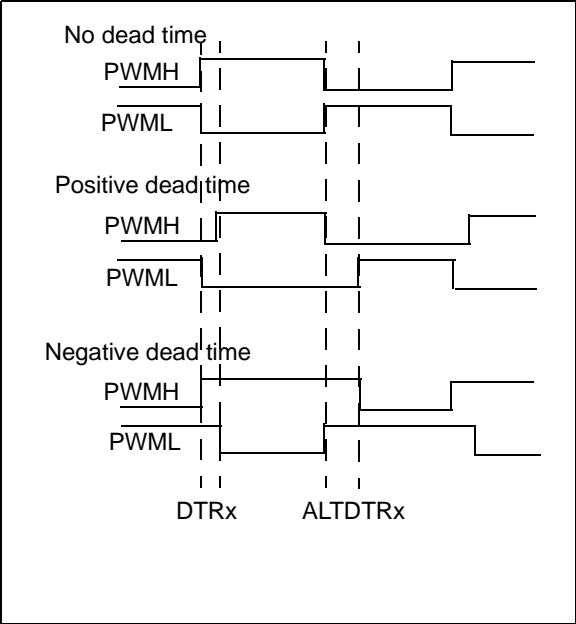 No dead time
PWMH
PWML
Positive dead time
PWMH
PWML
Negative dead time
PWMH
PWML
DTRx ALTDTRx